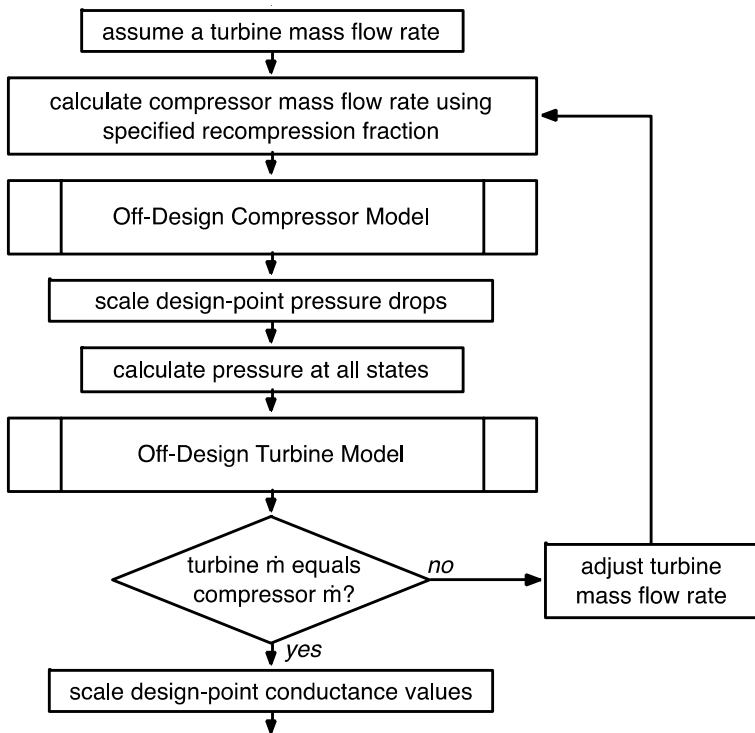 assume a turbine mass flow rate
calculate compressor mass flow rate using
specified recompression fraction
Off-Design Compressor Model
scale design-point pressure drops
calculate pressure at all states
Off-Design Turbine Model
turbine ṁ equals
compressor ṁ?
no
adjust turbine
mass flow rate
yes
scale design-point conductance values